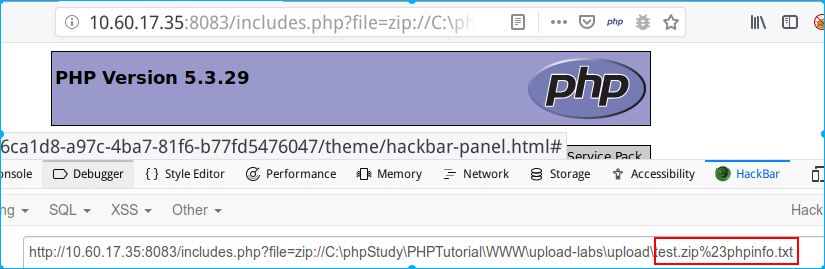 10.60.17.35:8083/includes.php?file=zip://C:\ph
php
PHP Version 5.3.29
php
6ca1d8-a97c-4ba7-81f6-b77fd5476047/theme/hackbar-panel.html#
Service Pack
onsole Debugger Style Editor Performance Memory Network Storage Accessibility HackBar
ng SQL XSS Other Hack
http://10.60.17.35:8083/includes.php?file=zip://C:\phpStudy\PHPTutorial\WWW\upload-labs\upload\test.zip%23phpinfo.txt